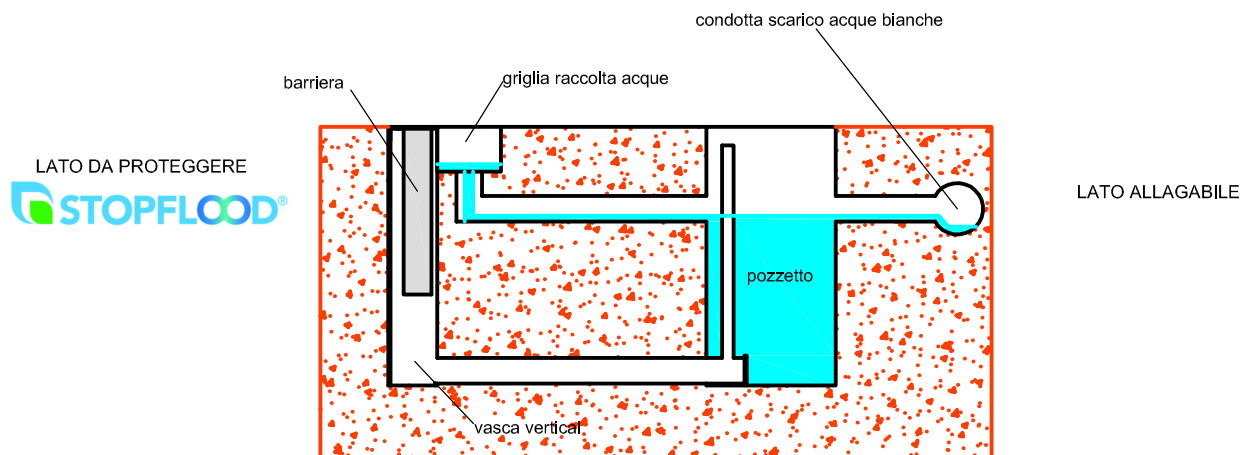 condotta scarico acque bianche
griglia raccolta acque
barriera
LATO DA PROTEGGERE
STOPFLOOD®
LATO ALLAGABILE
pozzetto
vasca vertical